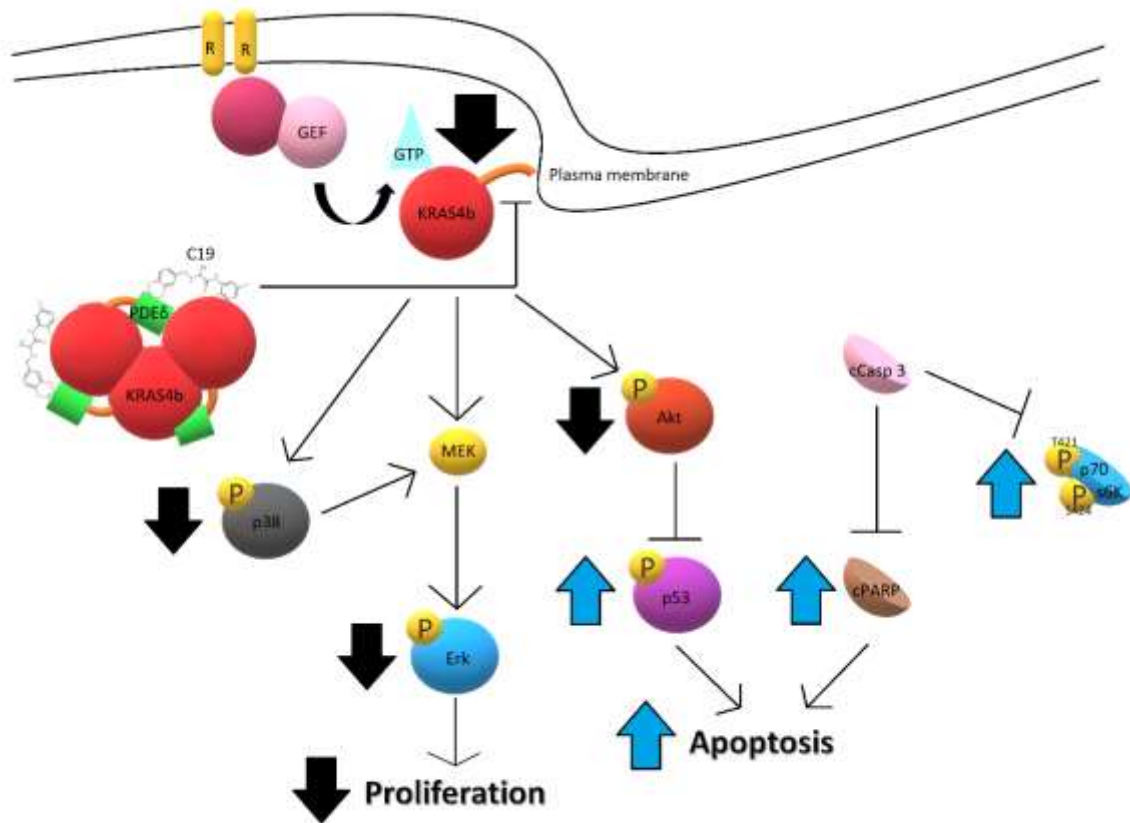 R R
GEF
GTP
Plasma membrane
KRAS4b
C19
PDEδ
KRAS4b
cCasp 3
P
Akt
T421
P p70
s6K
P
S424
MEK
P
p38
P
p53
cPARP
P
Erk
Apoptosis
Proliferation